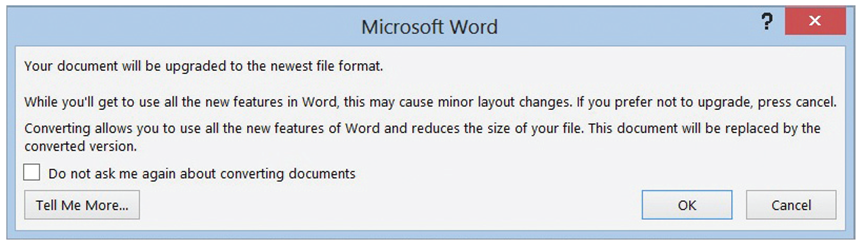 Microsoft Word
? x
Your document will be upgraded to the newest file format.
While you'll get to use all the new features in Word, this may cause minor layout changes. If you prefer not to upgrade, press cancel.
Converting allows you to use all the new features of Word and reduces the size of your file. This document will be replaced by the
converted version.
Do not ask me again about converting documents
Tell Me More... OK Cancel